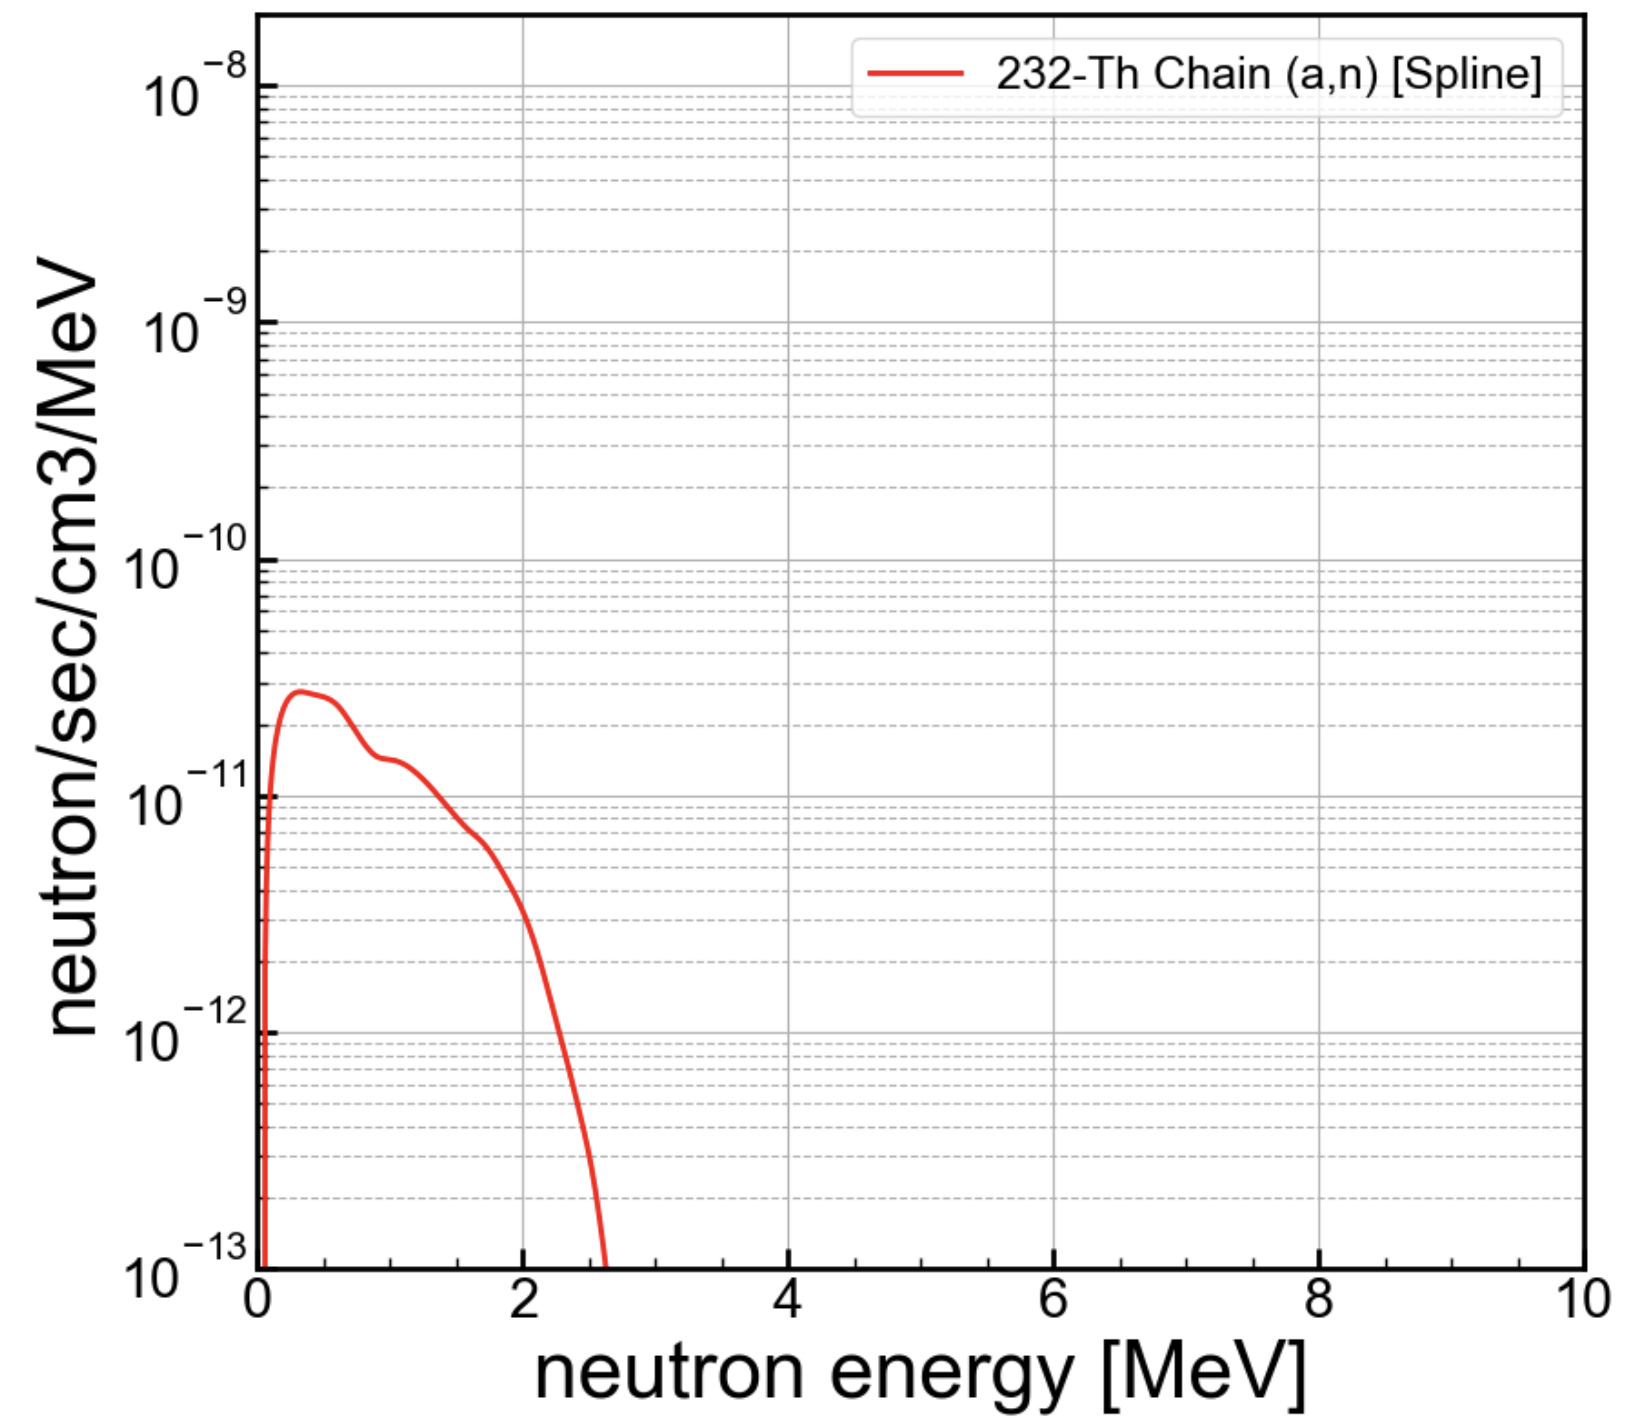 232-Th Chain (a,n) [Spline]
neutron/sec/cm3/MeV
10⁻⁸
10⁻⁹
10⁻¹⁰
10⁻¹¹
10⁻¹²
10⁻¹³
0 2 4 6 8 10
neutron energy [MeV]